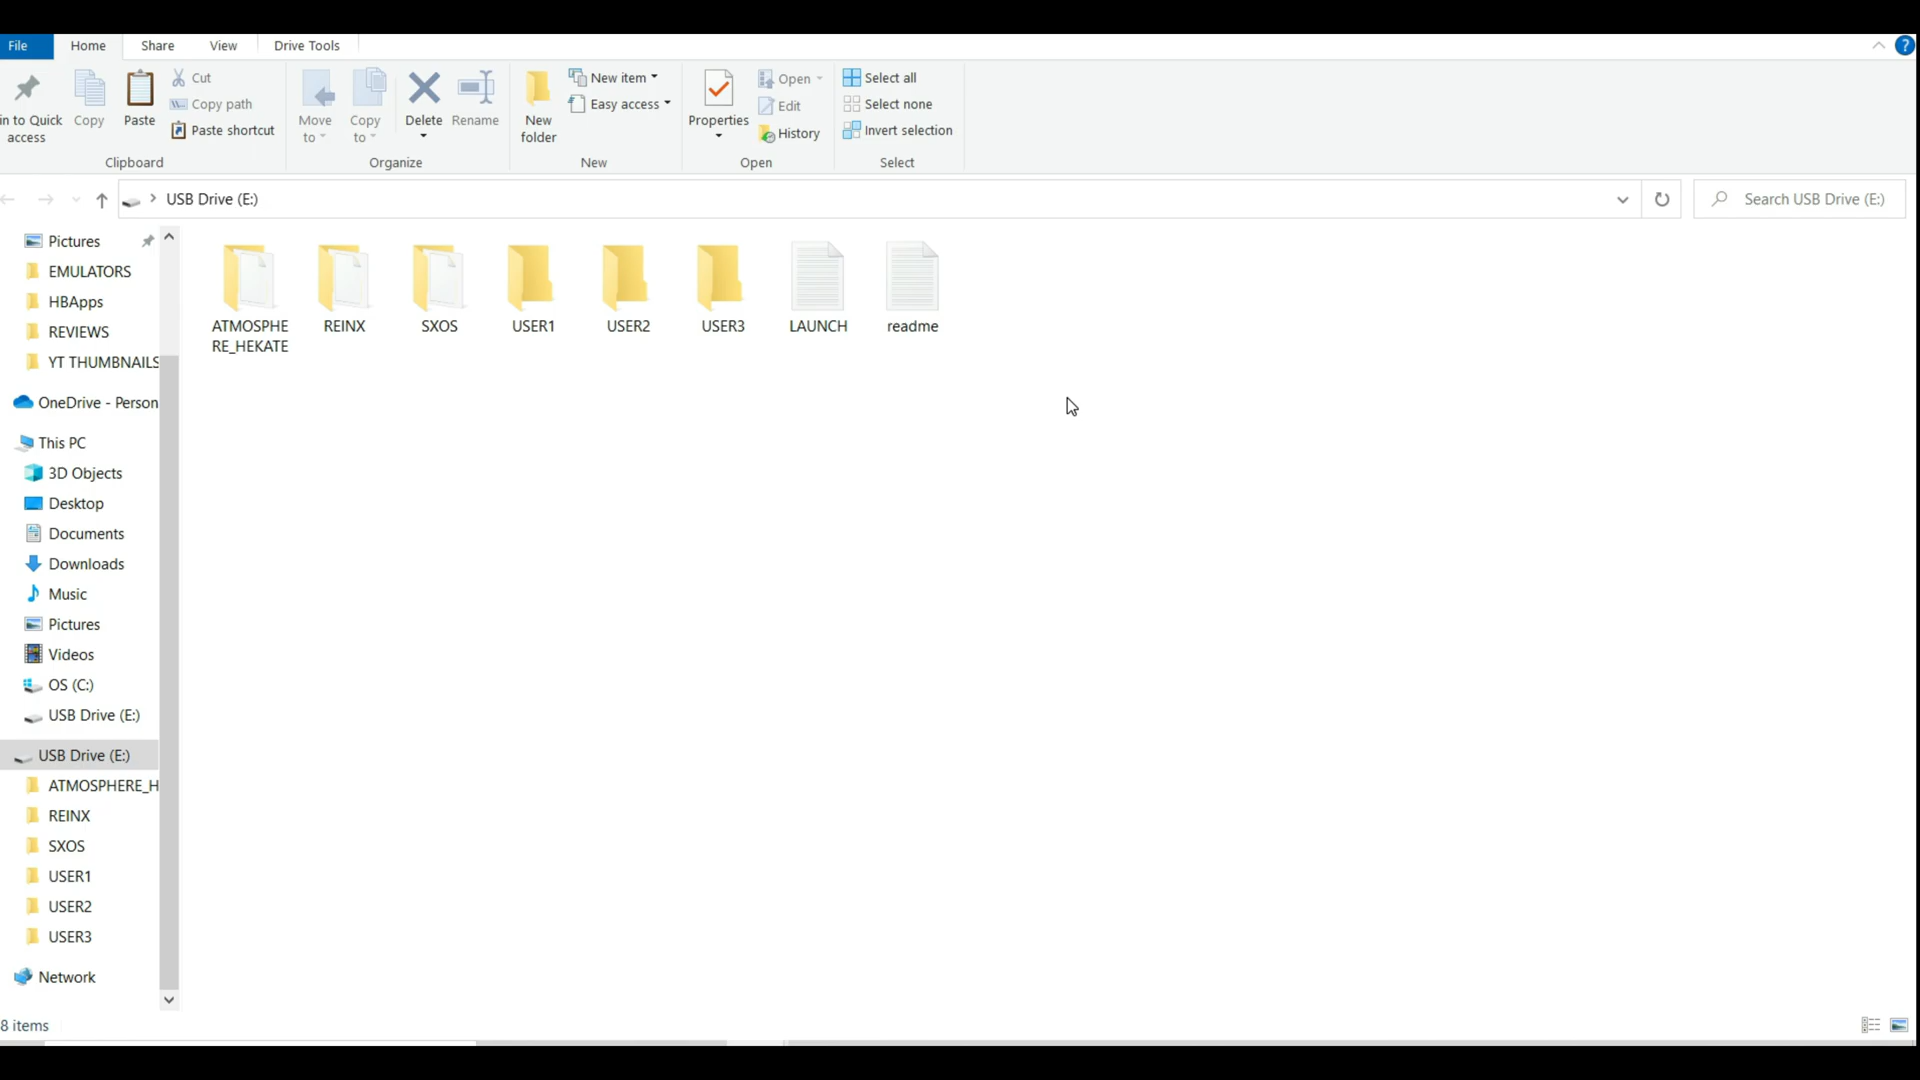 File Home Share View Drive Tools
in to Quick
access
Copy
Paste
Cut
Copy path
Paste shortcut
Clipboard
Move
to
Copy
to
Delete
Rename
Organize
New
folder
New item
Easy access
New
Properties
Open
Edit
History
Open
Select all
Select none
Invert selection
Select
USB Drive (E:)
Search USB Drive (E:)
Pictures
EMULATORS
HBApps
REVIEWS
YT THUMBNAILS
OneDrive - Person
This PC
3D Objects
Desktop
Documents
Downloads
Music
Pictures
Videos
OS (C:)
USB Drive (E:)
USB Drive (E:)
ATMOSPHERE_H
REINX
SXOS
USER1
USER2
USER3
Network
ATMOSPHE
RE_HEKATE
REINX
SXOS
USER1
USER2
USER3
LAUNCH
readme
8 items